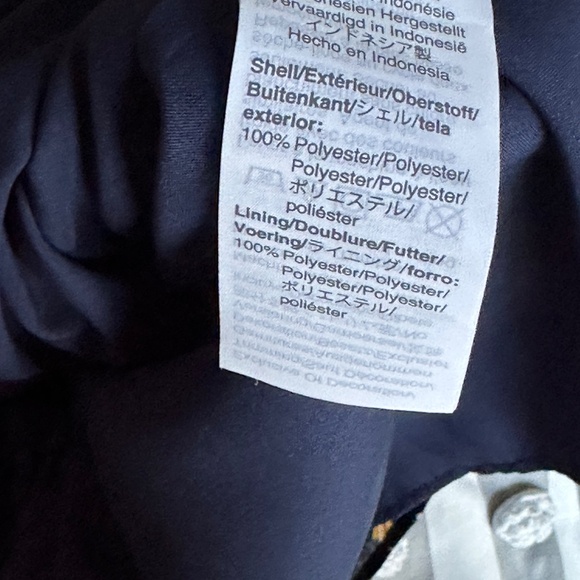 Indonésie
Hergestellt
Vervaardigd in Indonesië
インドネシア製
Hecho en Indonesia
Shell/Extérieur/Oberstoff/
Buitenkant/シェル/tela
exterior:
100% Polyester/Polyester/
Polyester/Polyester/
ポリエステル/
poliéster
Lining/Doublure/Futter/
Voering/ライニング/forro:
100% Polyester/Polyester/
Polyester/Polyester/
ポリエステル/
poliéster